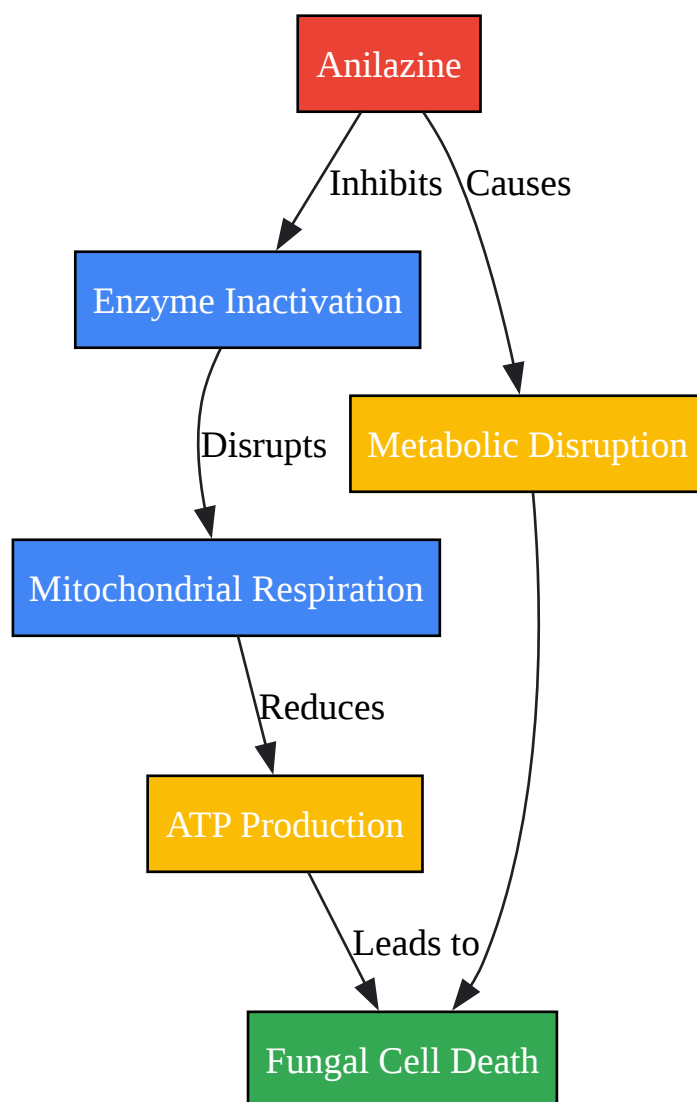 Anilazine
Inhibits
Causes
Enzyme Inactivation
Disrupts
Metabolic Disruption
Mitochondrial Respiration
Reduces
ATP Production
Leads to
Fungal Cell Death